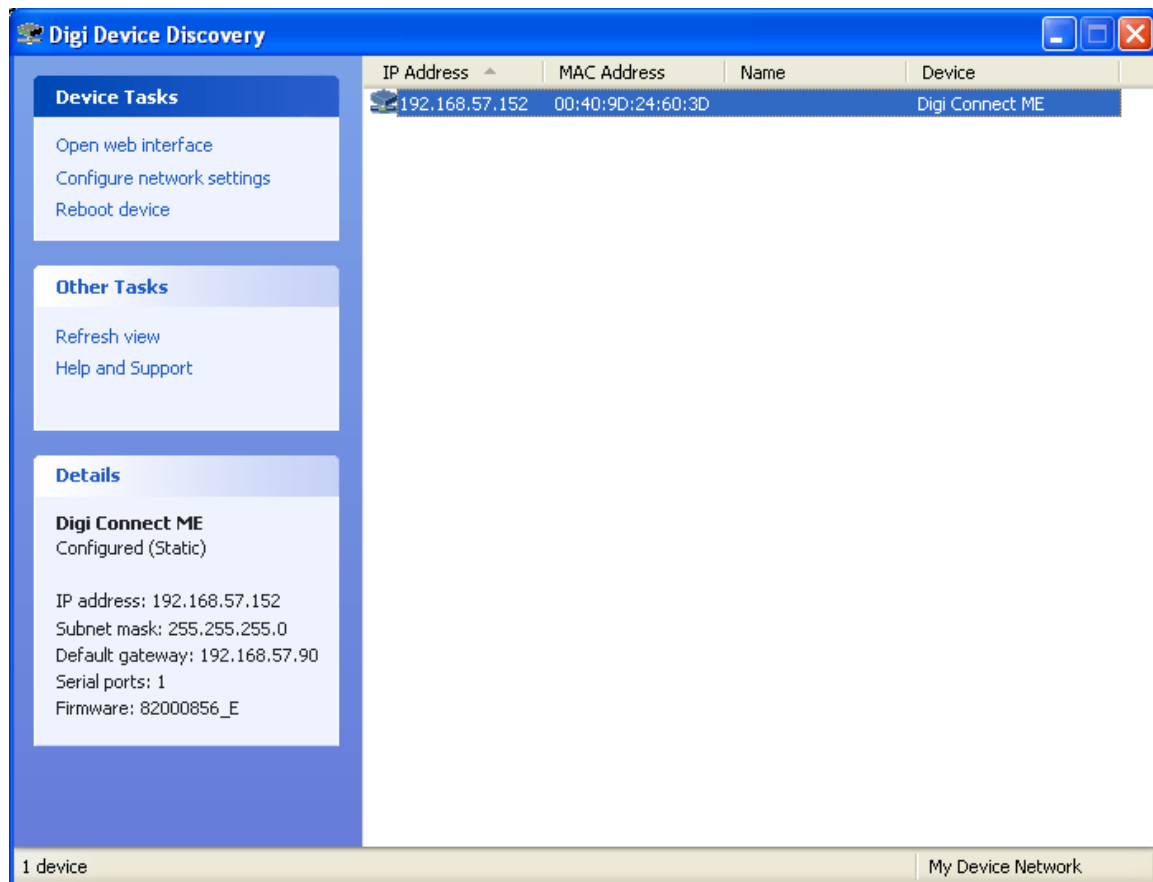 Digi Device Discovery
Device Tasks
Open web interface
Configure network settings
Reboot device
Other Tasks
Refresh view
Help and Support
Details
Digi Connect ME
Configured (Static)
IP address: 192.168.57.152
Subnet mask: 255.255.255.0
Default gateway: 192.168.57.90
Serial ports: 1
Firmware: 82000856_E
IP Address MAC Address Name Device
192.168.57.152 00:40:9D:24:60:3D Digi Connect ME
1 device My Device Network